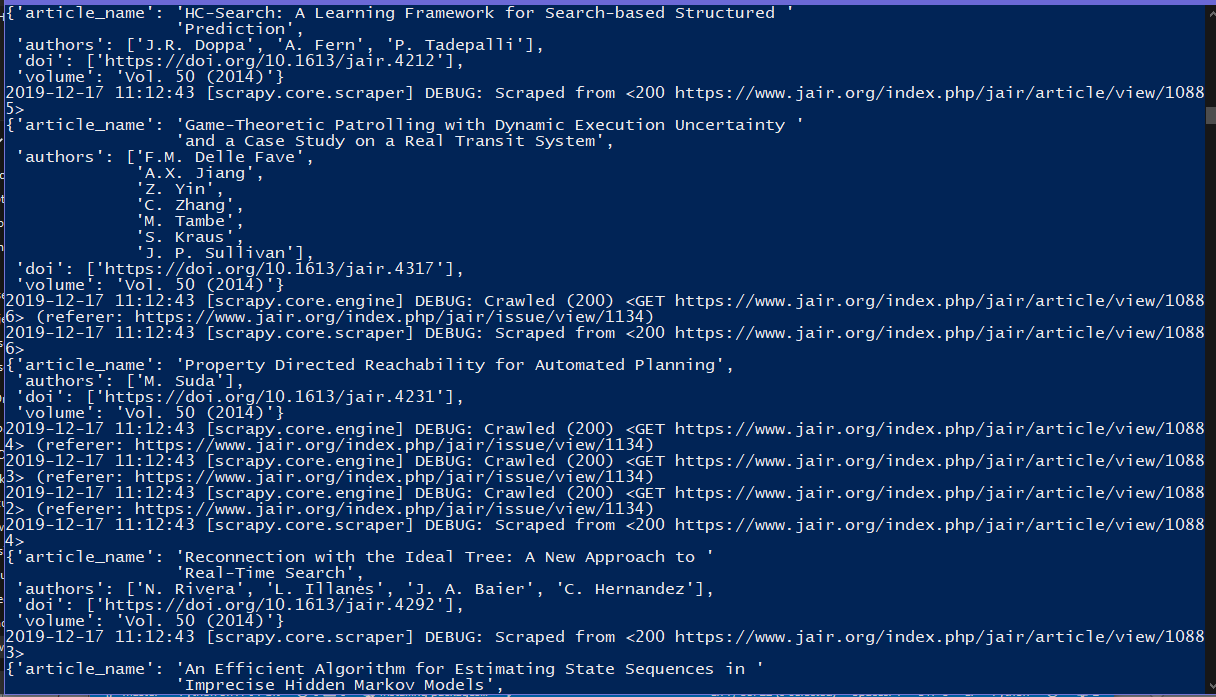 {'article_name': 'HC-Search: A Learning Framework for Search-based Structured '
'Prediction',
'authors': ['J.R. Doppa', 'A. Fern', 'P. Tadepalli'],
'doi': ['https://doi.org/10.1613/jair.4212'],
'volume': 'Vol. 50 (2014)'}
2019-12-17 11:12:43 [scrapy.core.scraper] DEBUG: Scraped from <200 https://www.jair.org/index.php/jair/article/view/1088
5>
{'article_name': 'Game-Theoretic Patrolling with Dynamic Execution Uncertainty '
'and a Case Study on a Real Transit System',
'authors': ['F.M. Delle Fave',
'A.X. Jiang',
'Z. Yin',
'C. Zhang',
'M. Tambe',
'S. Kraus',
'J. P. Sullivan'],
'doi': ['https://doi.org/10.1613/jair.4317'],
'volume': 'Vol. 50 (2014)'}
2019-12-17 11:12:43 [scrapy.core.engine] DEBUG: Crawled (200) <GET https://www.jair.org/index.php/jair/article/view/1088
6> (referer: https://www.jair.org/index.php/jair/issue/view/1134)
2019-12-17 11:12:43 [scrapy.core.scraper] DEBUG: Scraped from <200 https://www.jair.org/index.php/jair/article/view/1088
6>
{'article_name': 'Property Directed Reachability for Automated Planning',
'authors': ['M. Suda'],
'doi': ['https://doi.org/10.1613/jair.4231'],
'volume': 'Vol. 50 (2014)'}
2019-12-17 11:12:43 [scrapy.core.engine] DEBUG: Crawled (200) <GET https://www.jair.org/index.php/jair/article/view/1088
4> (referer: https://www.jair.org/index.php/jair/issue/view/1134)
2019-12-17 11:12:43 [scrapy.core.engine] DEBUG: Crawled (200) <GET https://www.jair.org/index.php/jair/article/view/1088
3> (referer: https://www.jair.org/index.php/jair/issue/view/1134)
2019-12-17 11:12:43 [scrapy.core.engine] DEBUG: Crawled (200) <GET https://www.jair.org/index.php/jair/article/view/1088
2> (referer: https://www.jair.org/index.php/jair/issue/view/1134)
2019-12-17 11:12:43 [scrapy.core.scraper] DEBUG: Scraped from <200 https://www.jair.org/index.php/jair/article/view/1088
4>
{'article_name': 'Reconnection with the Ideal Tree: A New Approach to '
'Real-Time Search',
'authors': ['N. Rivera', 'L. Illanes', 'J. A. Baier', 'C. Hernandez'],
'doi': ['https://doi.org/10.1613/jair.4292'],
'volume': 'Vol. 50 (2014)'}
2019-12-17 11:12:43 [scrapy.core.scraper] DEBUG: Scraped from <200 https://www.jair.org/index.php/jair/article/view/1088
3>
{'article_name': 'An Efficient Algorithm for Estimating State Sequences in '
'Imprecise Hidden Markov Models',